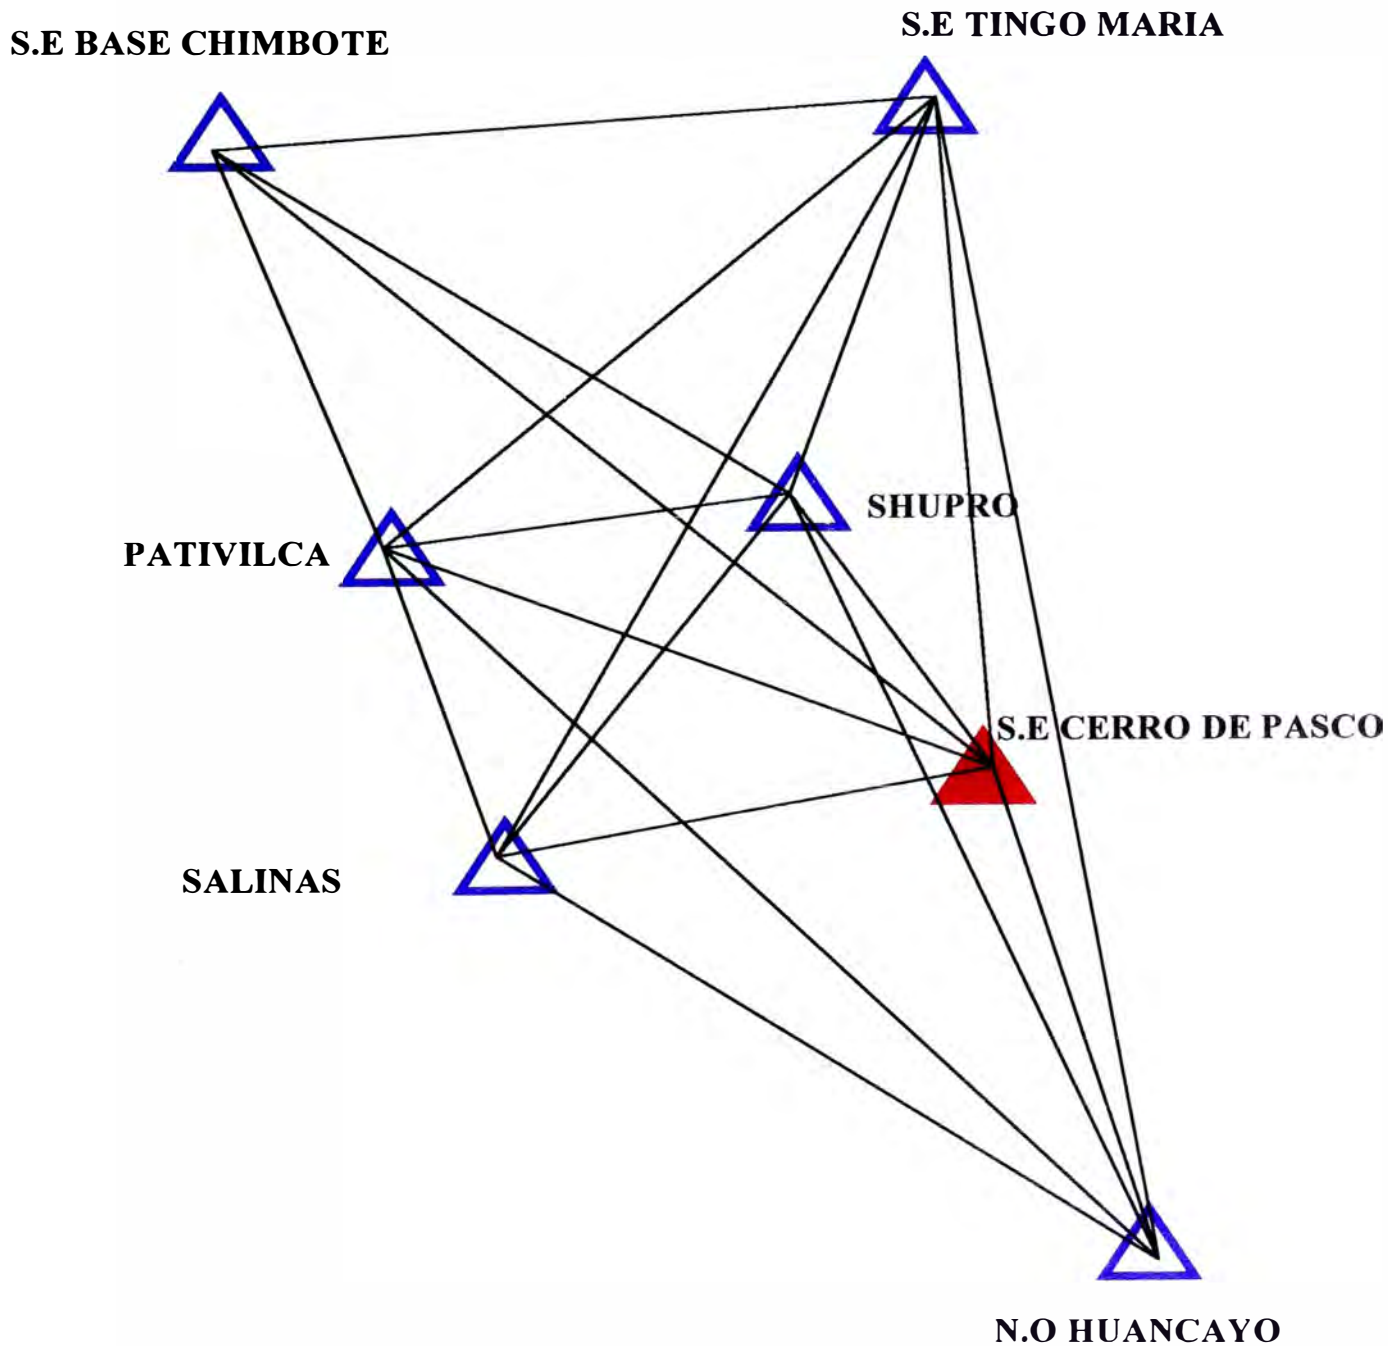 S.E TINGO MARIA
S.E BASE CHIMBOTE
SHUPRO
PATIVILCA
S.E CERRO DE PASCO
SALINAS
N.O HUANCAYO